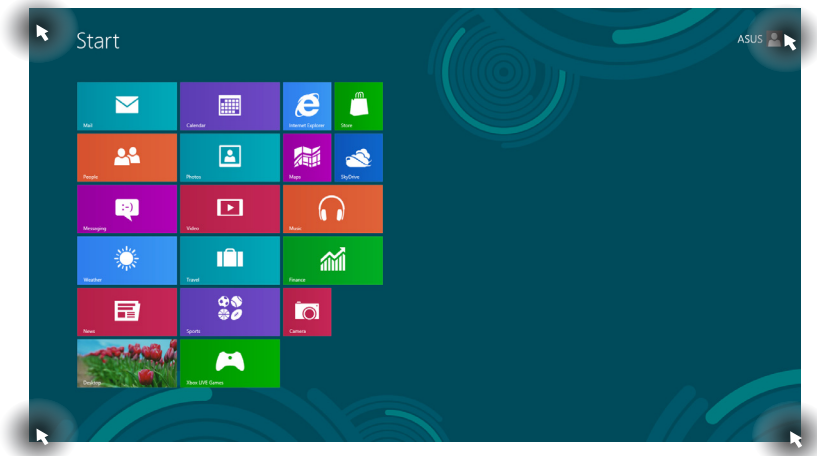 Start
ASUS
Mail
Calendar
Internet Explorer
Store
People
Photos
Maps
SkyDrive
Messaging
Video
Music
Weather
Travel
Finance
News
Sports
Camera
Desktop
Xbox LIVE Games